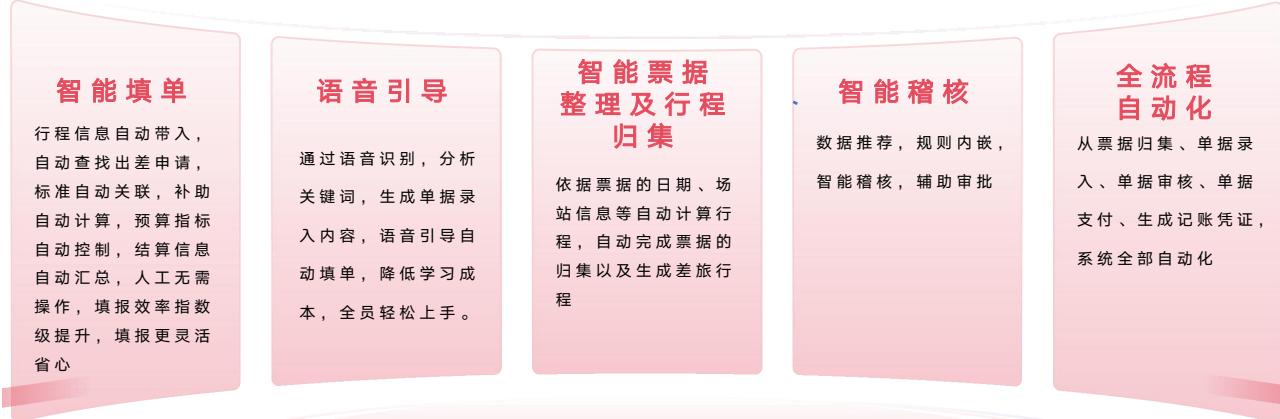 智能填单
行程信息自动带入，
自动查找出差申请，
标准自动关联，补助
自动计算，预算指标
自动控制，结算信息
自动汇总，人工无需
操作，填报效率指数
级提升，填报更灵活
省心
语音引导
通过语音识别，分析
关键词，生成单据录
入内容，语音引导自
动填单，降低学习成
本，全员轻松上手。
智能票据
整理及行程
归集
依据票据的日期、场
站信息等自动计算行
程，自动完成票据的
归集以及生成差旅行
程
智能稽核
数据推荐，规则内嵌，
智能稽核，辅助审批
全流程
自动化
从票据归集、单据录
入、单据审核、单据
支付、生成记账凭证，
系统全部自动化